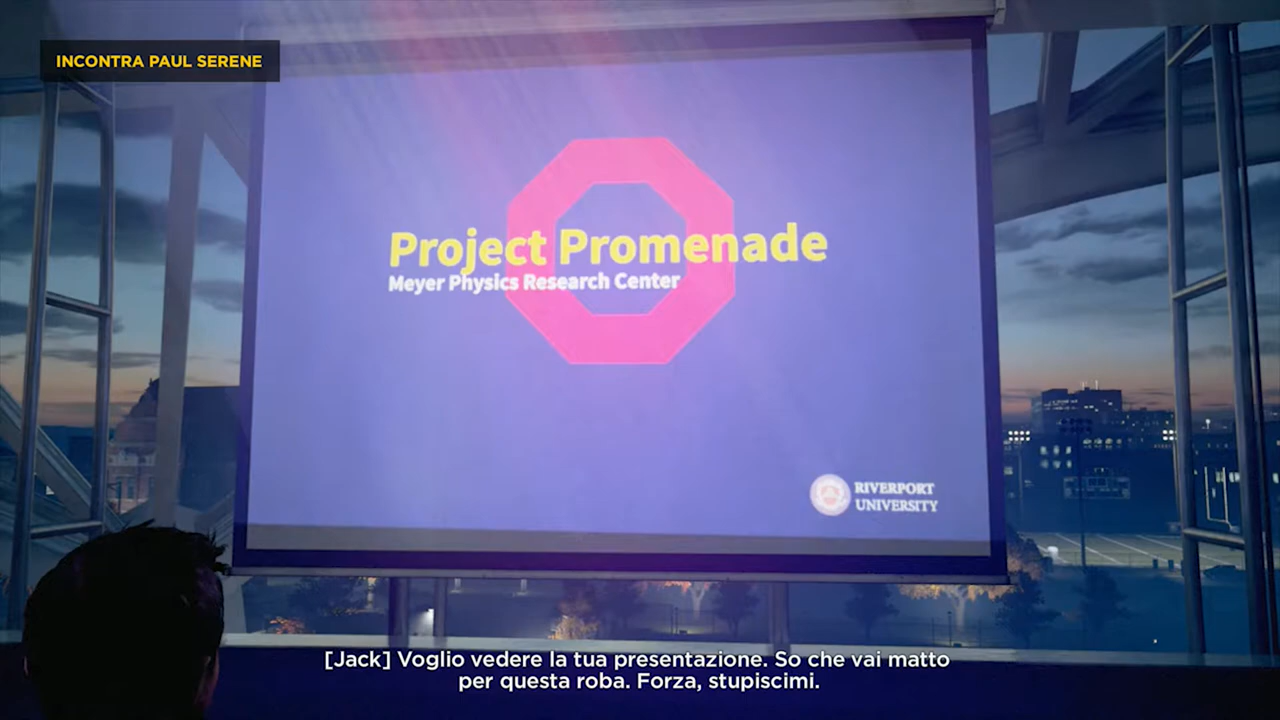 INCONTRA PAUL SERENE
Project Promenade
Meyer Physics Research Center
RIVERPORT
UNIVERSITY
[Jack] Voglio vedere la tua presentazione. So che vai matto
per questa roba. Forza, stupiscimi.